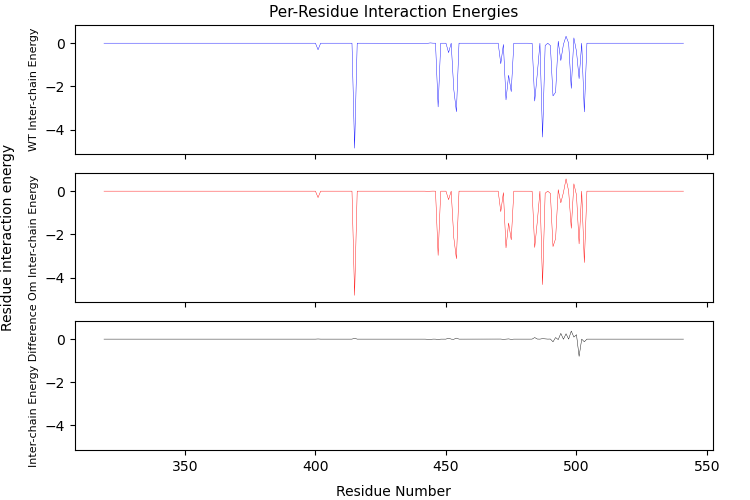 Per-Residue Interaction Energies
Residue interaction energy
WT Inter-chain Energy
0
−2
−4
Om Inter-chain Energy
0
−2
−4
Inter-chain Energy Difference
0
−2
−4
350
400
450
500
550
Residue Number